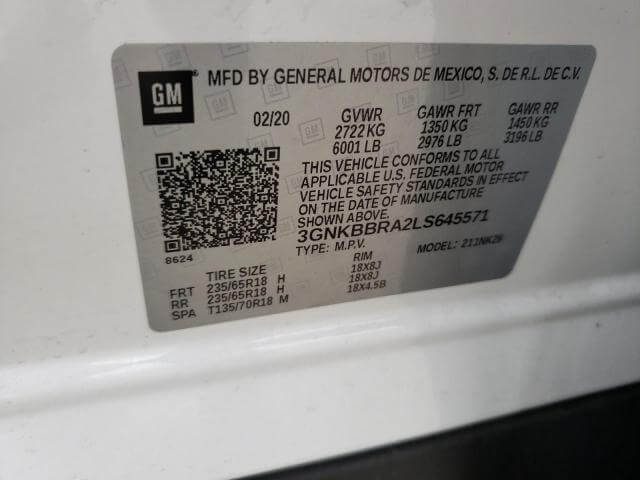 GM
MFD BY GENERAL MOTORS DE MEXICO, S. DE R.L. DE C.V.
02/20 GVWR GAWR FRT GAWR RR
2722 KG 1350 KG 1450 KG
6001 LB 2976 LB 3196 LB
THIS VEHICLE CONFORMS TO ALL
APPLICABLE U.S. FEDERAL MOTOR
VEHICLE SAFETY STANDARDS IN EFFECT
ON THE DATE OF MANUFACTURE
SHOWN ABOVE.
3GNKBBRA2LS645571
8624 TYPE: M.P.V. MODEL:
TIRE SIZE RIM
FRT 235/65R18 H 18X8J
RR 235/65R18 H 18X8J
SPA T135/70R18 M 18X4.5B